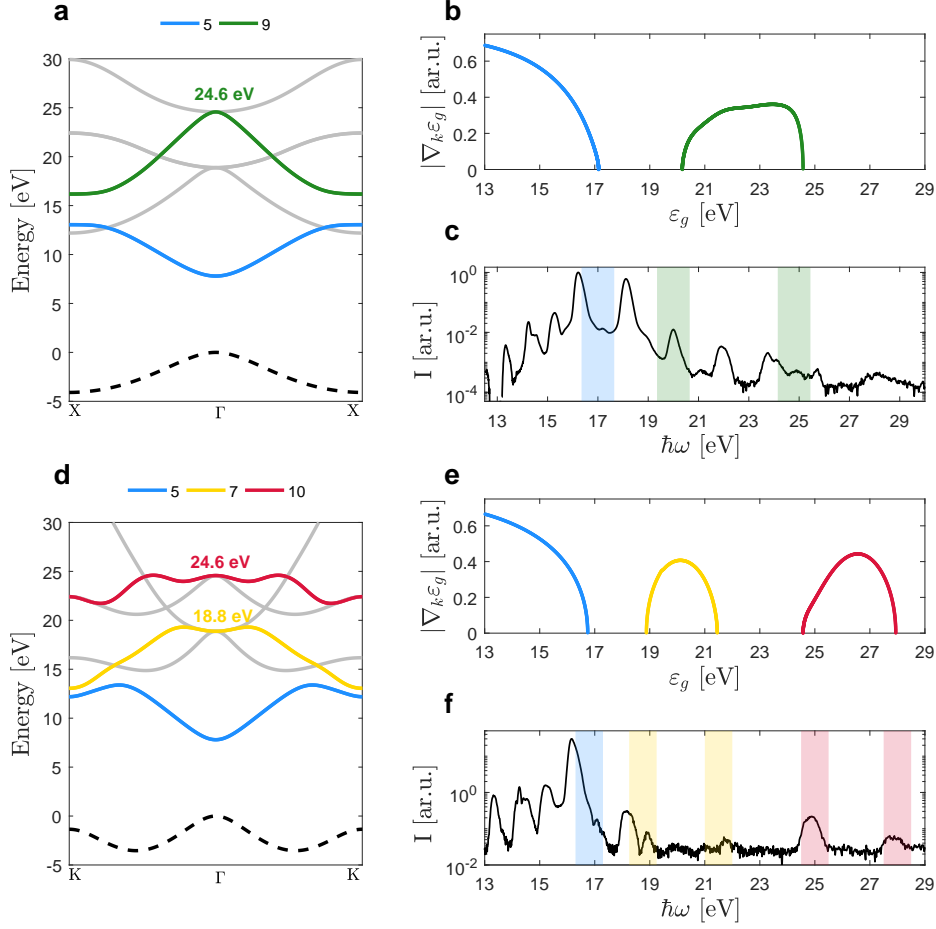 a
5 9
30
25
20
15
10
5
0
-5
Energy [eV]
24.6 eV
X Γ X
b
0.6
0.4
0.2
0
|∇kεg| [ar.u.]
13 15 17 19 21 23 25 27 29
εg [eV]
c
10^0
10^-2
10^-4
I [ar.u.]
13 15 17 19 21 23 25 27 29
ħω [eV]
d
5 7 10
30
25
20
15
10
5
0
-5
Energy [eV]
24.6 eV
18.8 eV
K Γ K
e
0.6
0.4
0.2
0
|∇kεg| [ar.u.]
13 15 17 19 21 23 25 27 29
εg [eV]
f
10^0
10^-2
I [ar.u.]
13 15 17 19 21 23 25 27 29
ħω [eV]